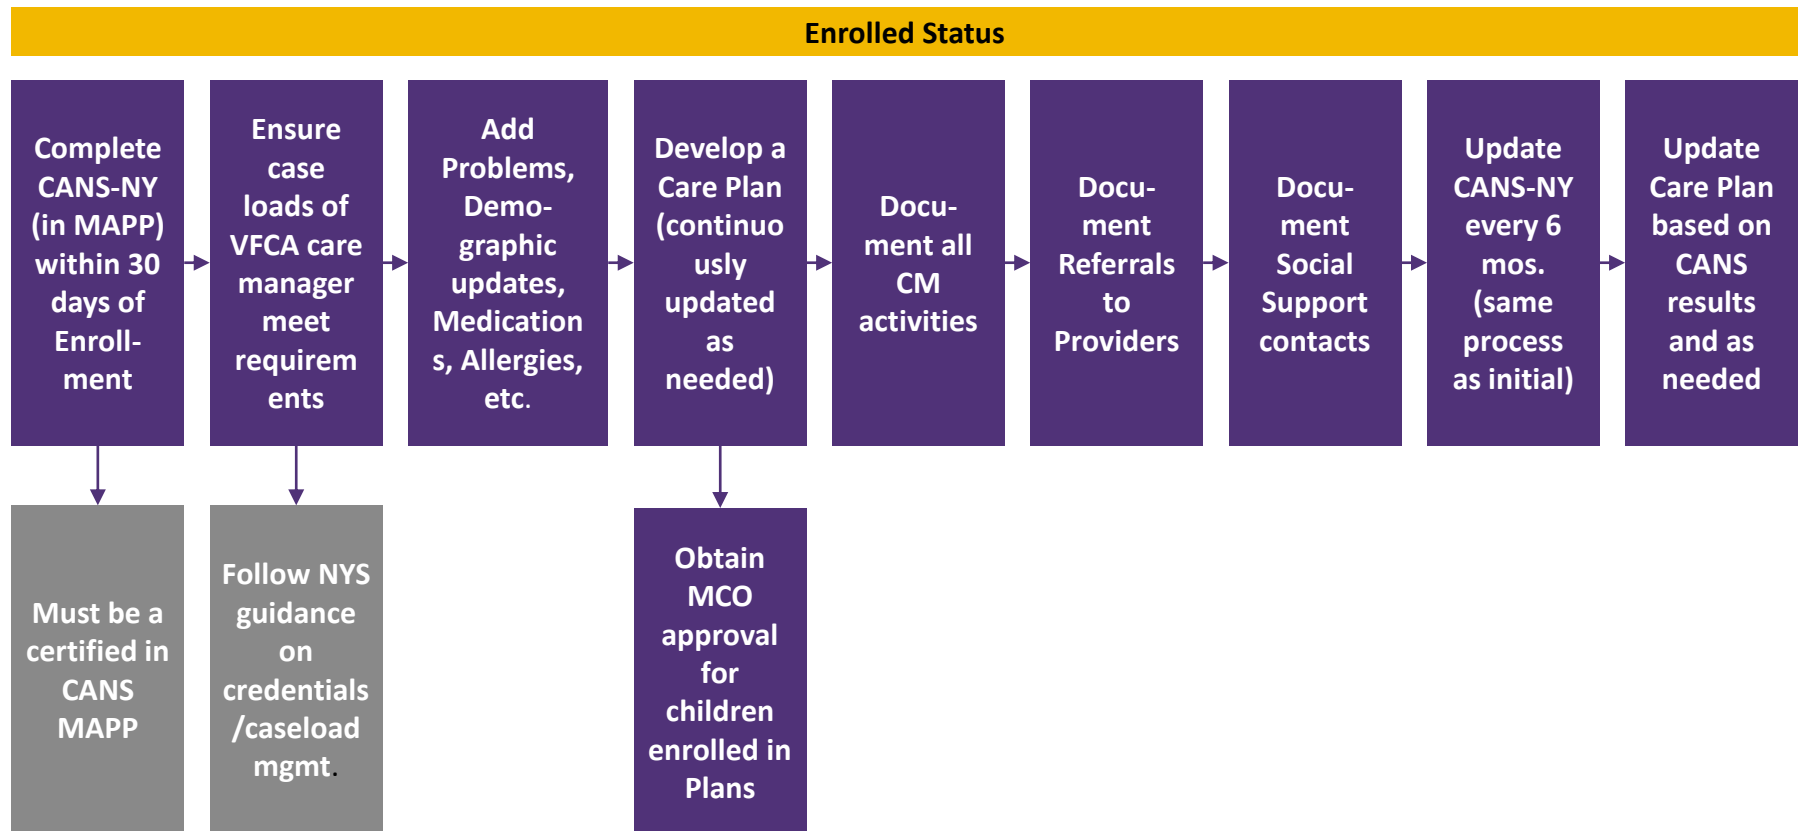 Enrolled Status
Complete
CANS-NY
(in MAPP)
within 30
days of
Enroll-
ment
Ensure
case
loads of
VFCA care
manager
meet
requirem
ents
Add
Problems,
Demo-
graphic
updates,
Medication
s, Allergies,
etc.
Develop a
Care Plan
(continuo
usly
updated
as
needed)
Docu-
ment all
CM
activities
Docu-
ment
Referrals
to
Providers
Docu-
ment
Social
Support
contacts
Update
CANS-NY
every 6
mos.
(same
process
as initial)
Update
Care Plan
based on
CANS
results
and as
needed
Must be a
certified in
CANS
MAPP
Follow NYS
guidance
on
credentials
/caseload
mgmt.
Obtain
MCO
approval
for
children
enrolled in
Plans